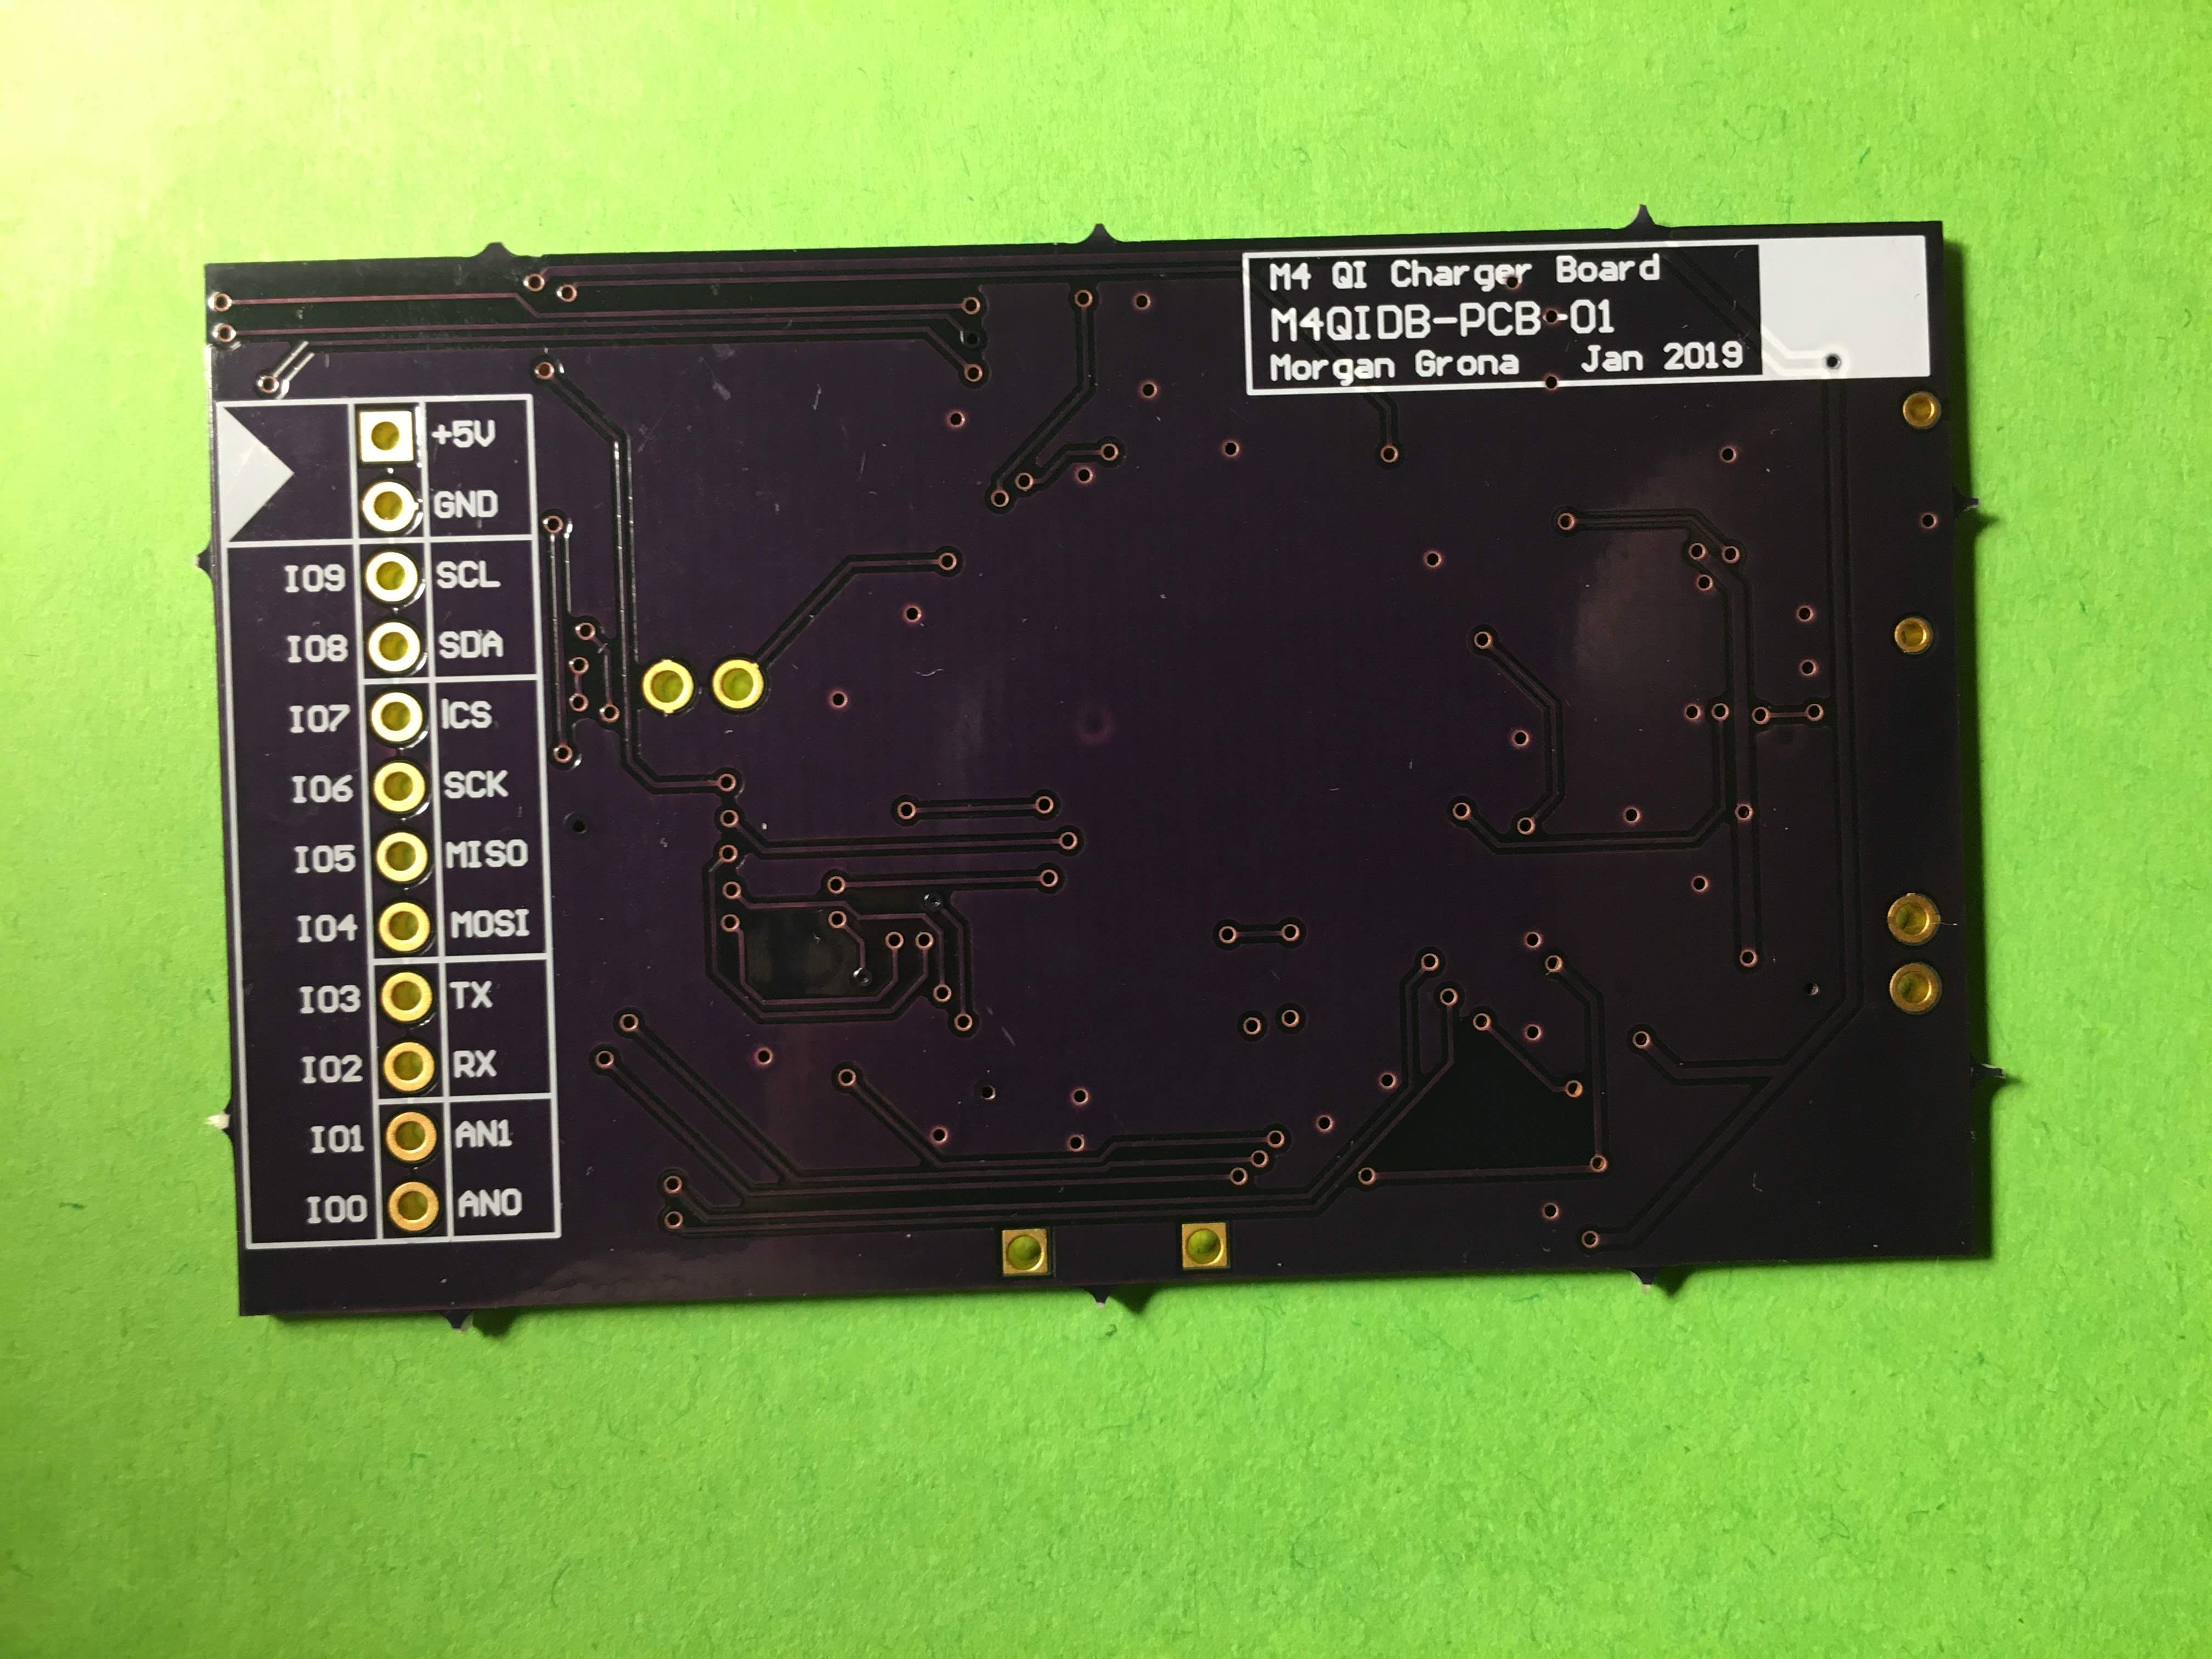 IO9
IO8
IO7
IO6
IO5
IO4
IO3
IO2
IO1
IO0
+5V
GND
SCL
SDA
!CS
SCK
MISO
MOSI
TX
RX
AN1
AN0
M4 QI Charger Board
M4QIDB-PCB-01
Morgan Grona Jan 2019